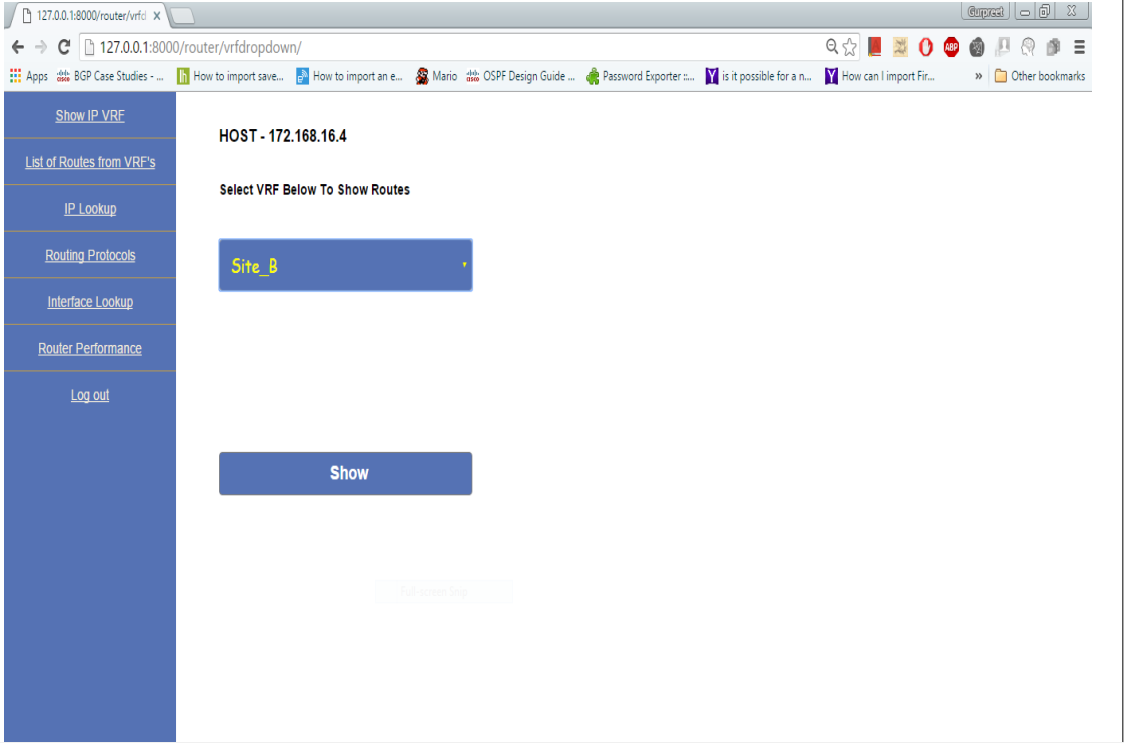 127.0.0.1:8000/router/vrfd
Gurpreet
127.0.0.1:8000/router/vrfdropdown/
ABP
Apps BGP Case Studies - ... How to import save... How to import an e... Mario OSPF Design Guide ... Password Exporter ::... is it possible for a n... How can I import Fir... » Other bookmarks
Show IP VRF
List of Routes from VRF's
IP Lookup
Routing Protocols
Interface Lookup
Router Performance
Log out
HOST - 172.168.16.4
Select VRF Below To Show Routes
Site_B
Show
Full-screen Snip